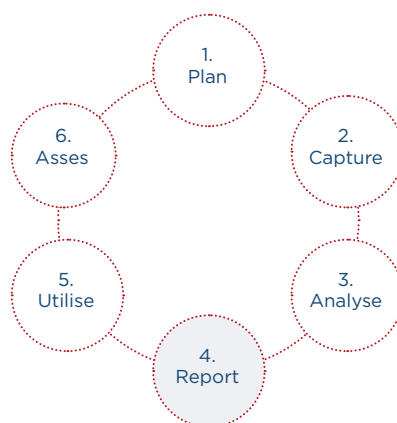 1.
Plan
2.
Capture
3.
Analyse
4.
Report
5.
Utilise
6.
Asses